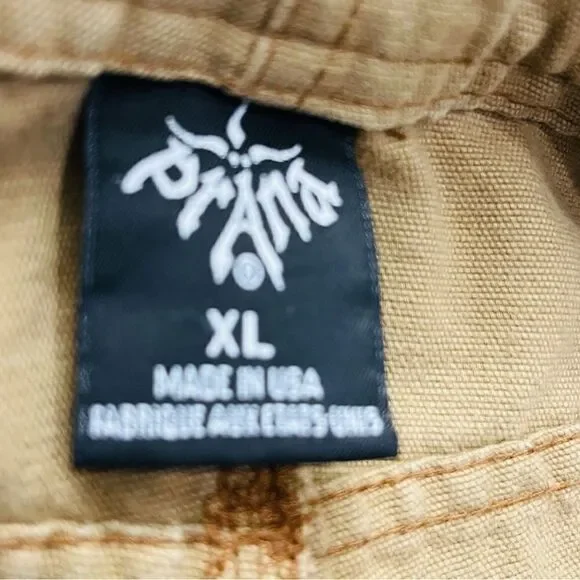 prAna
XL
MADE IN USA
FABRIQUE AUX ETATS UNIS